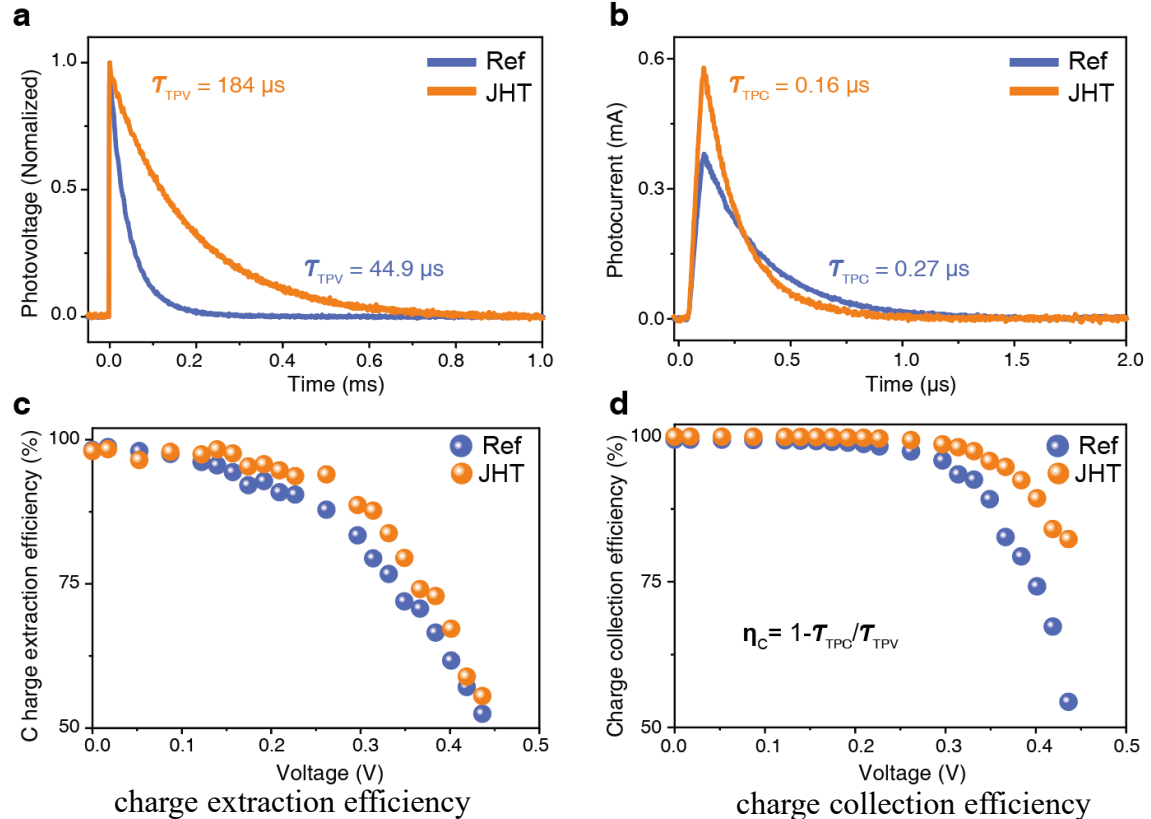 a
Photovoltage (Nomalized)
1.0
0.5
0.0
τTPV = 184 µs
Ref
JHT
τTPV = 44.9 µs
0.0 0.2 0.4 0.6 0.8 1.0
Time (ms)
b
Photocurrent (mA)
0.6
0.3
0.0
τTPC = 0.16 µs
Ref
JHT
τTPC = 0.27 µs
0.0 0.5 1.0 1.5 2.0
Time (µs)
c
C harge extraction efficiency (%)
100
75
50
Ref
JHT
0.0 0.1 0.2 0.3 0.4 0.5
Voltage (V)
charge extraction efficiency
d
Charge collection efficiency (%)
100
75
50
Ref
JHT
ηC= 1-τTPC/τTPV
0.0 0.1 0.2 0.3 0.4 0.5
Voltage (V)
charge collection efficiency